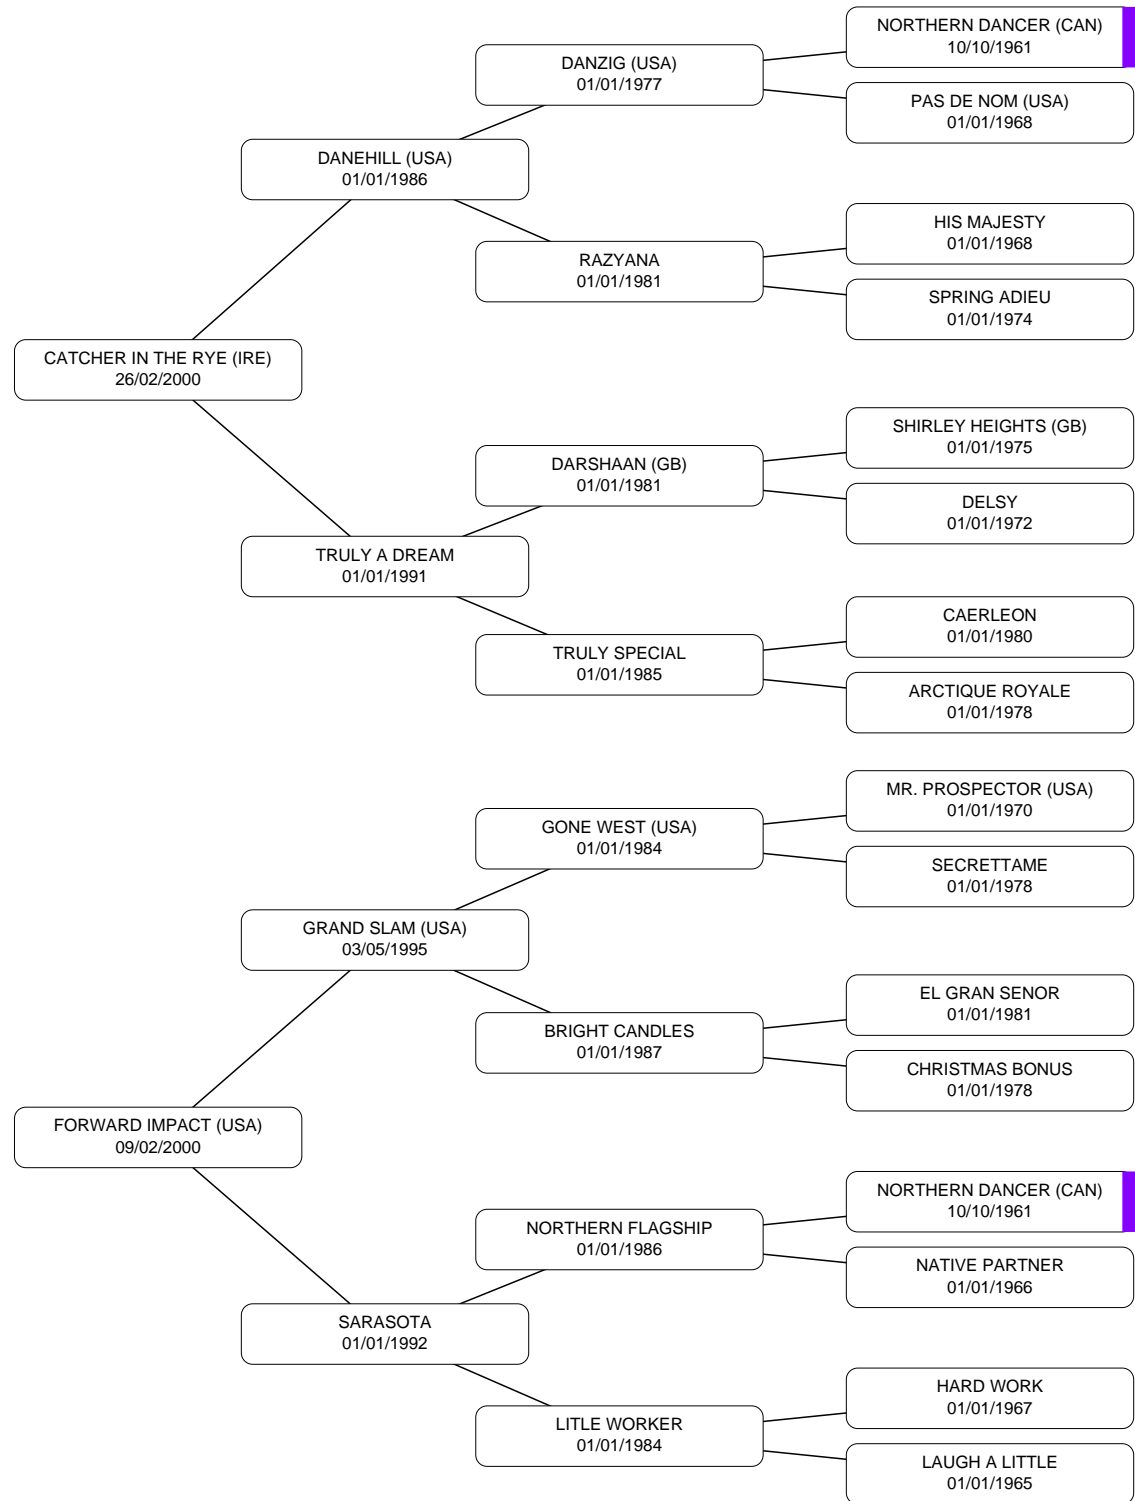 NORTHERN DANCER (CAN)
10/10/1961
DANZIG (USA)
01/01/1977
PAS DE NOM (USA)
01/01/1968
DANEHILL (USA)
01/01/1986
HIS MAJESTY
01/01/1968
RAZYANA
01/01/1981
SPRING ADIEU
01/01/1974
CATCHER IN THE RYE (IRE)
26/02/2000
SHIRLEY HEIGHTS (GB)
01/01/1975
DARSHAAN (GB)
01/01/1981
DELSY
01/01/1972
TRULY A DREAM
01/01/1991
CAERLEON
01/01/1980
TRULY SPECIAL
01/01/1985
ARCTIQUE ROYALE
01/01/1978
MR. PROSPECTOR (USA)
01/01/1970
GONE WEST (USA)
01/01/1984
SECRETTAME
01/01/1978
GRAND SLAM (USA)
03/05/1995
EL GRAN SENOR
01/01/1981
BRIGHT CANDLES
01/01/1987
CHRISTMAS BONUS
01/01/1978
FORWARD IMPACT (USA)
09/02/2000
NORTHERN DANCER (CAN)
10/10/1961
NORTHERN FLAGSHIP
01/01/1986
NATIVE PARTNER
01/01/1966
SARASOTA
01/01/1992
HARD WORK
01/01/1967
LITLE WORKER
01/01/1984
LAUGH A LITTLE
01/01/1965